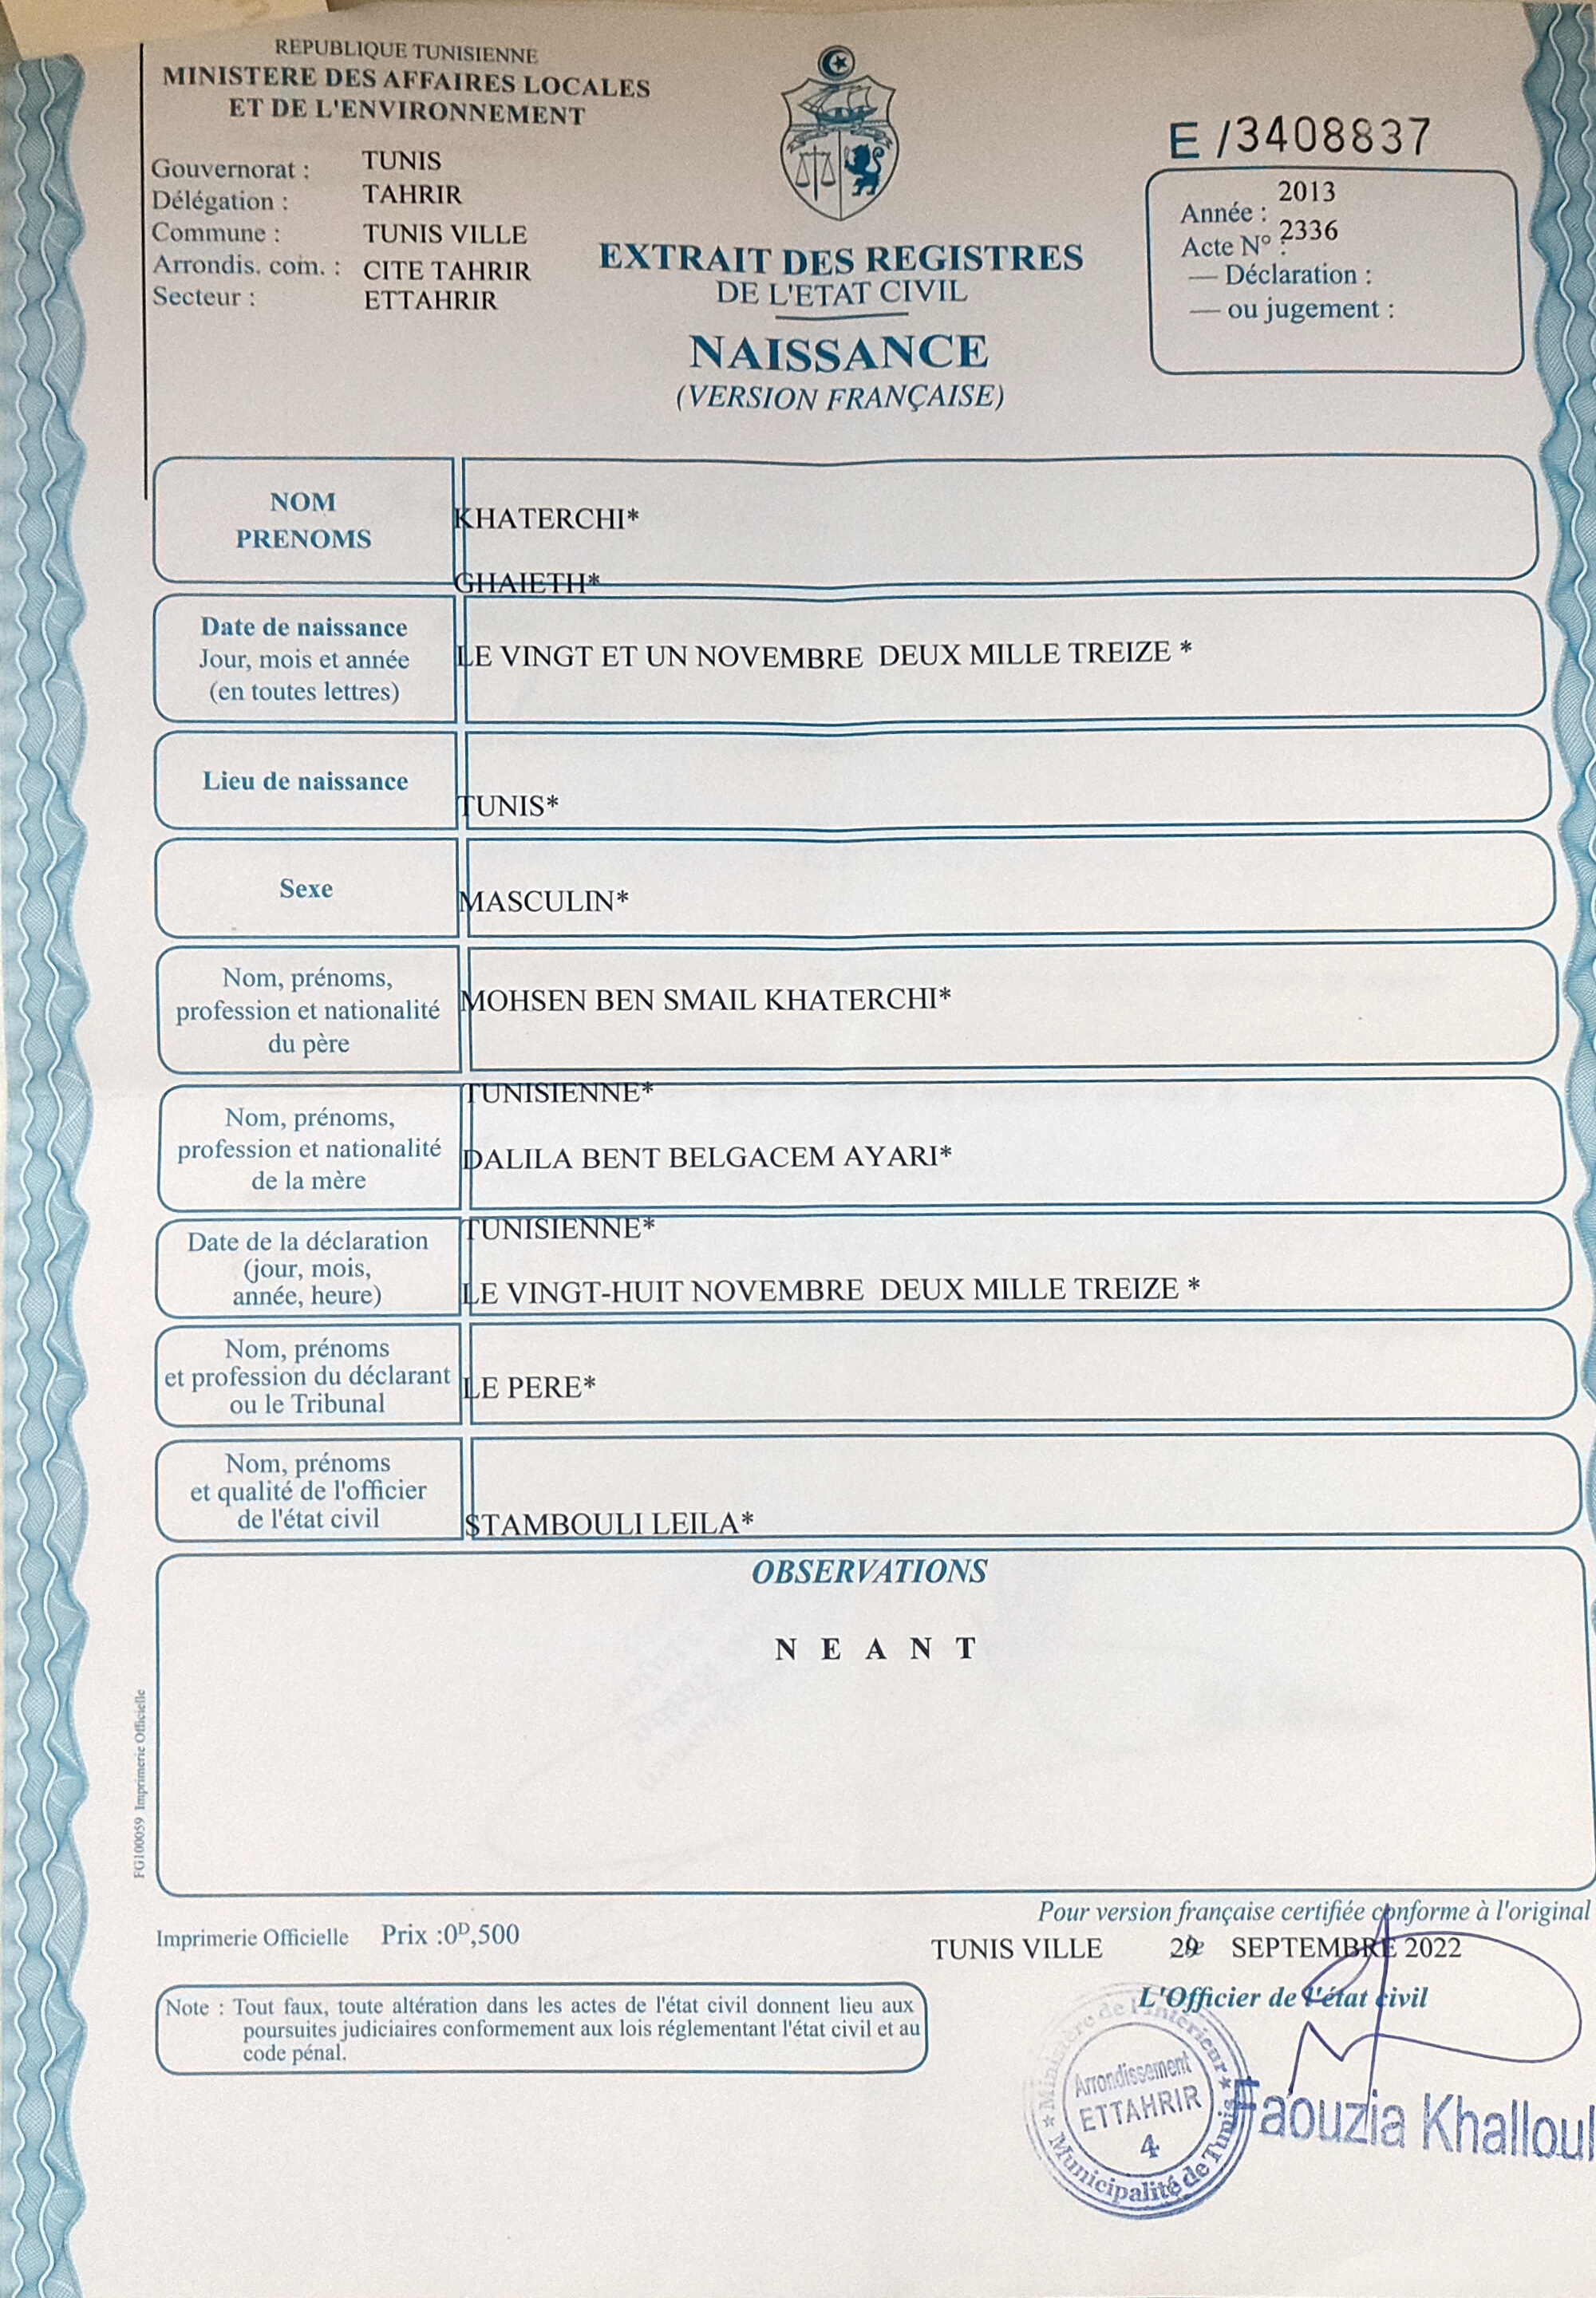 REPUBLIQUE TUNISIENNE
MINISTERE DES AFFAIRES LOCALES
ET DE L'ENVIRONNEMENT
Gouvernorat : TUNIS
Délégation : TAHRIR
Commune : TUNIS VILLE
Arrondis. com. : CITE TAHRIR
Secteur : ETTAHRIR
EXTRAIT DES REGISTRES
DE L'ETAT CIVIL
NAISSANCE
(VERSION FRANÇAISE)
E /3408837
Année : 2013
Acte N° : 2336
— Déclaration :
— ou jugement :
NOM
PRENOMS
KHATERCHI*
GHAIETH*
Date de naissance
Jour, mois et année
(en toutes lettres)
LE VINGT ET UN NOVEMBRE DEUX MILLE TREIZE *
Lieu de naissance
TUNIS*
Sexe
MASCULIN*
Nom, prénoms,
profession et nationalité
du père
MOHSEN BEN SMAIL KHATERCHI*
TUNISIENNE*
Nom, prénoms,
profession et nationalité
de la mère
DALILA BENT BELGACEM AYARI*
TUNISIENNE*
Date de la déclaration
(jour, mois,
année, heure)
LE VINGT-HUIT NOVEMBRE DEUX MILLE TREIZE *
Nom, prénoms
et profession du déclarant
ou le Tribunal
LE PERE*
Nom, prénoms
et qualité de l'officier
de l'état civil
STAMBOULI LEILA*
OBSERVATIONS
N E A N T
FG100059 Imprimerie Officielle
Imprimerie Officielle Prix :0D,500
Pour version française certifiée conforme à l'original
TUNIS VILLE SEPTEMBRE 2022
L'Officier de l'état civil
Note : Tout faux, toute altération dans les actes de l'état civil donnent lieu aux
poursuites judiciaires conformement aux lois réglementant l'état civil et au
code pénal.
* Ministère de l'Intérieur *
Arrondissement
ETTAHRIR
4
Municipalité de Tunis
Faouzia Khalloul